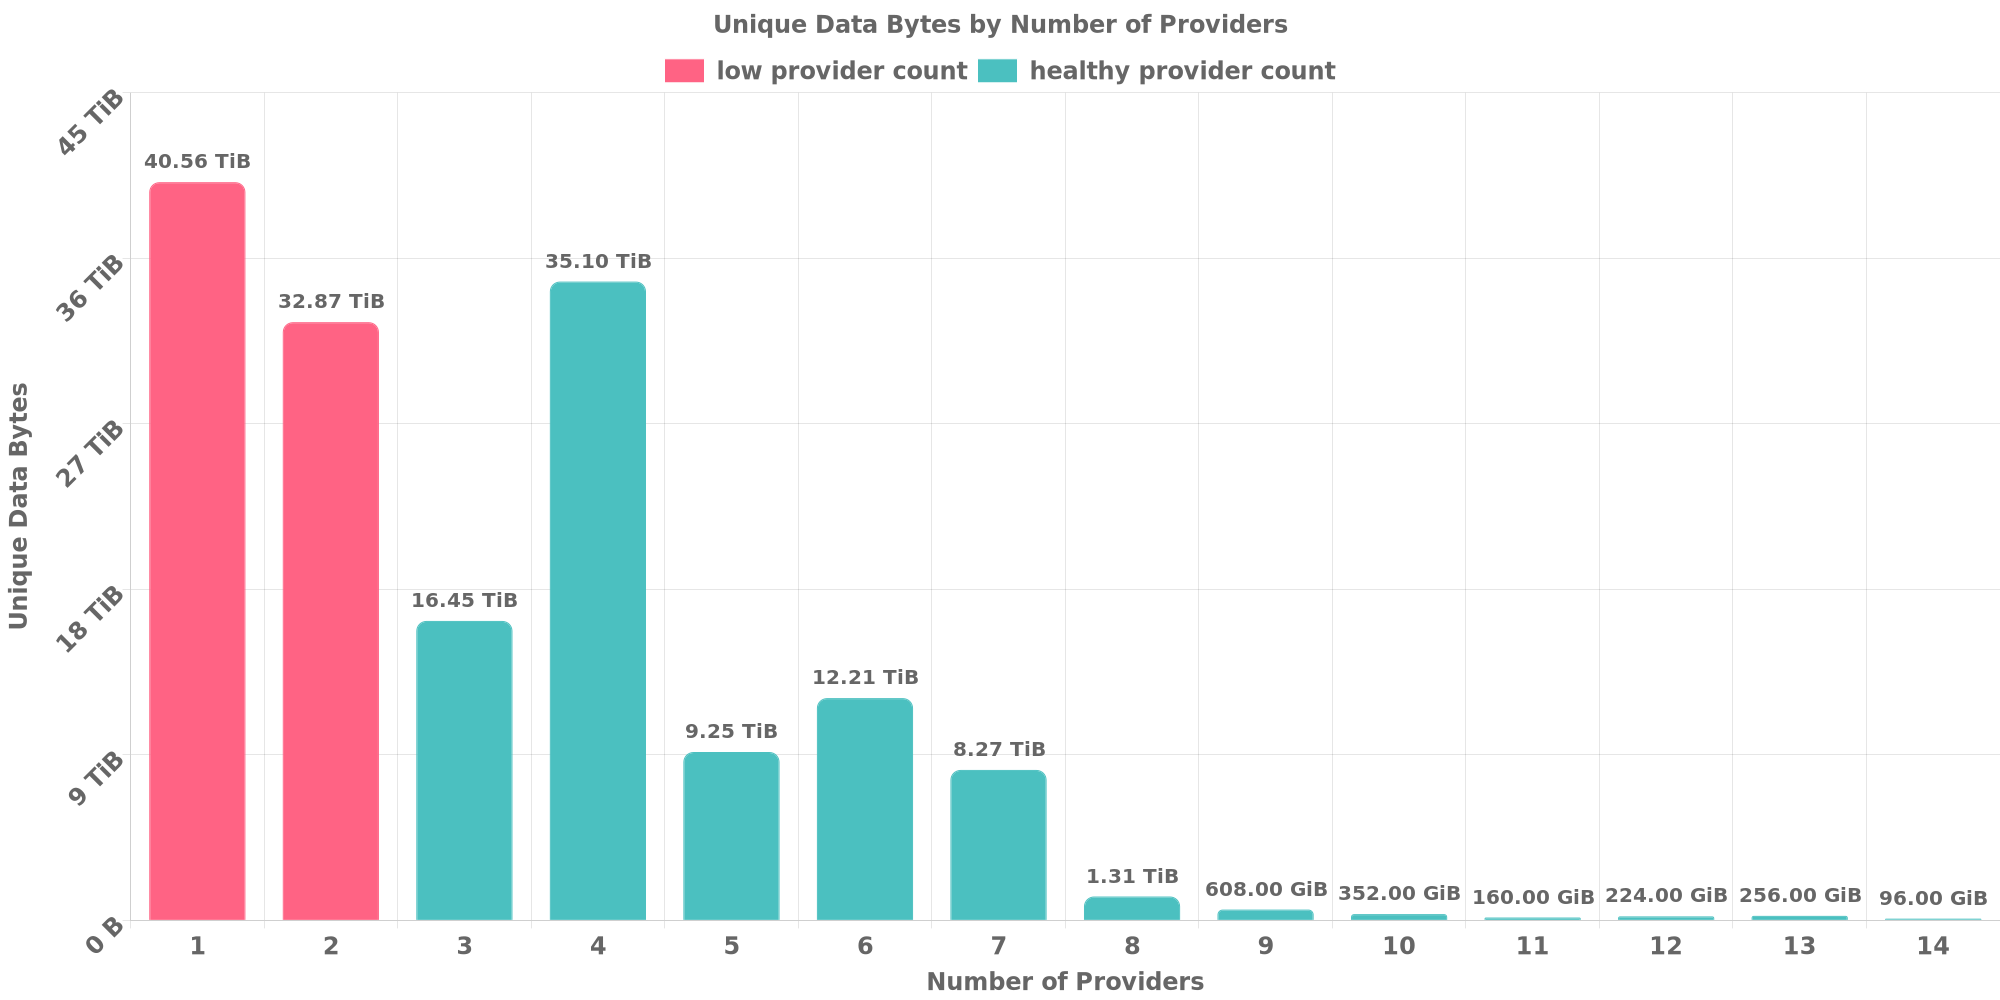 Unique Data Bytes by Number of Providers
low provider count
healthy provider count
45 TiB
36 TiB
27 TiB
18 TiB
9 TiB
0 B
Unique Data Bytes
40.56 TiB
32.87 TiB
16.45 TiB
35.10 TiB
9.25 TiB
12.21 TiB
8.27 TiB
1.31 TiB
608.00 GiB
352.00 GiB
160.00 GiB
224.00 GiB
256.00 GiB
96.00 GiB
1
2
3
4
5
6
7
8
9
10
11
12
13
14
Number of Providers